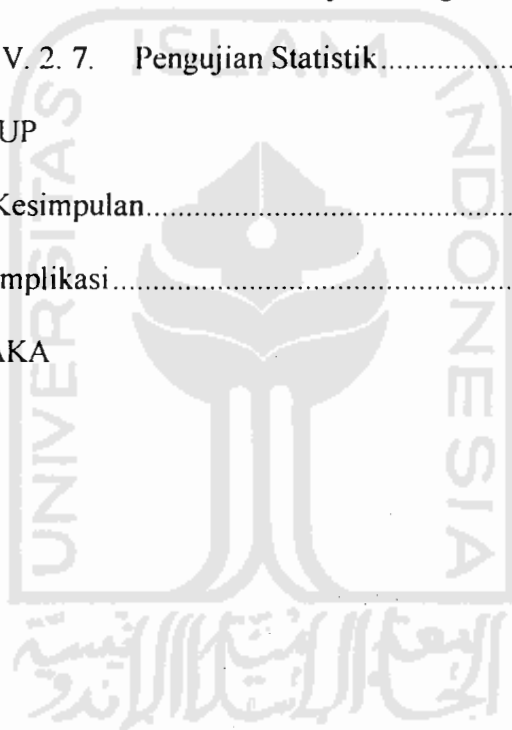 V. 2. 7. Pengujian Statistik..................
UP
Kesimpulan..........................................
mplikasi..............................................
AKA
ISLAM
UNIVERSITAS
INDONESIA